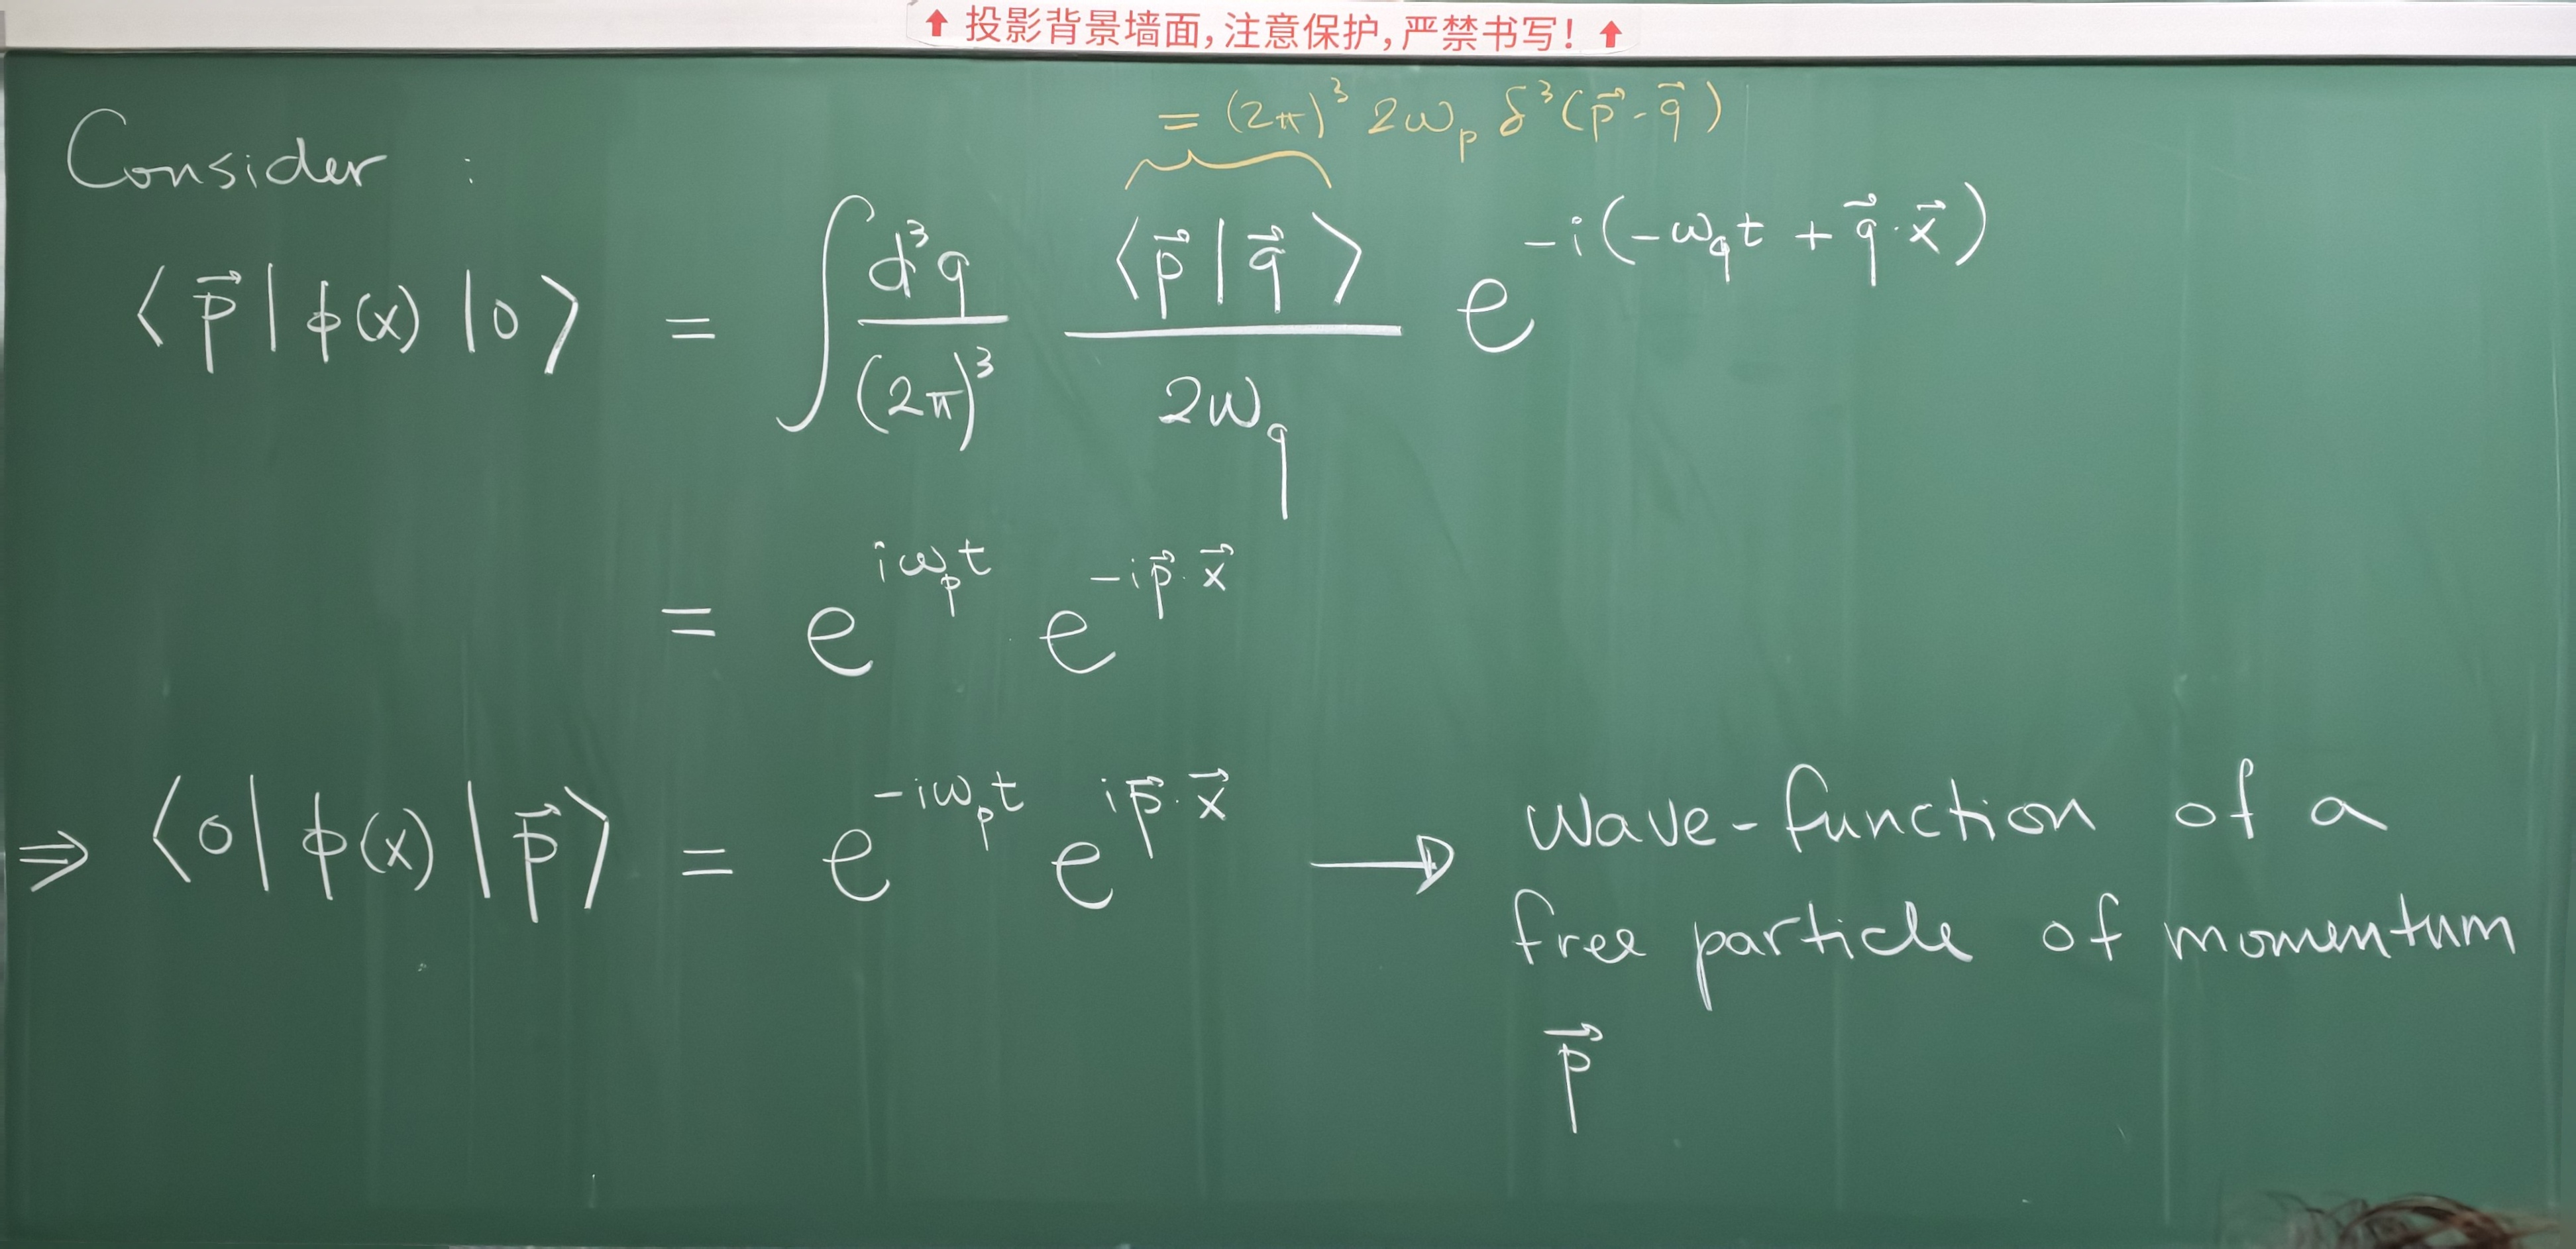 ⬆ 投影背景墙面,注意保护,严禁书写! ⬆
= (2π)³ 2ω_p δ³(p⃗ - q⃗)
Consider :
⟨p⃗| ϕ(x) |0⟩ = ∫ d³q/(2π)³ ⟨p⃗|q⃗⟩/2ω_q e^{-i(-ω_q t + q⃗·x⃗)}
= e^{iω_p t} e^{-ip⃗·x⃗}
⇒ ⟨0| ϕ(x) |p⃗⟩ = e^{-iω_p t} e^{ip⃗·x⃗} → wave-function of a
free particle of momentum
p⃗